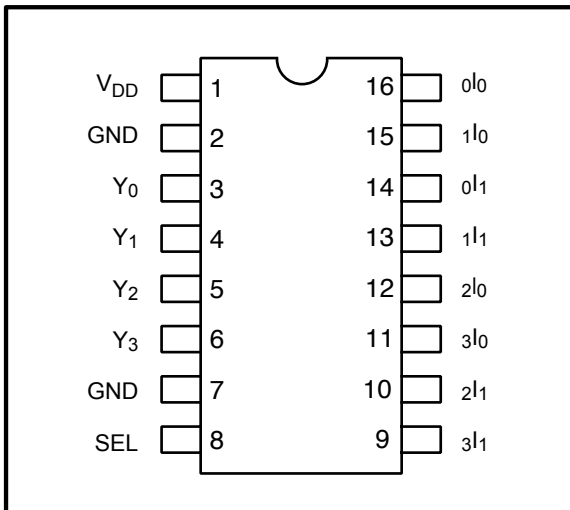 V_DD 1 16 0I0
GND 2 15 1I0
Y0 3 14 0I1
Y1 4 13 1I1
Y2 5 12 2I0
Y3 6 11 3I0
GND 7 10 2I1
SEL 8 9 3I1